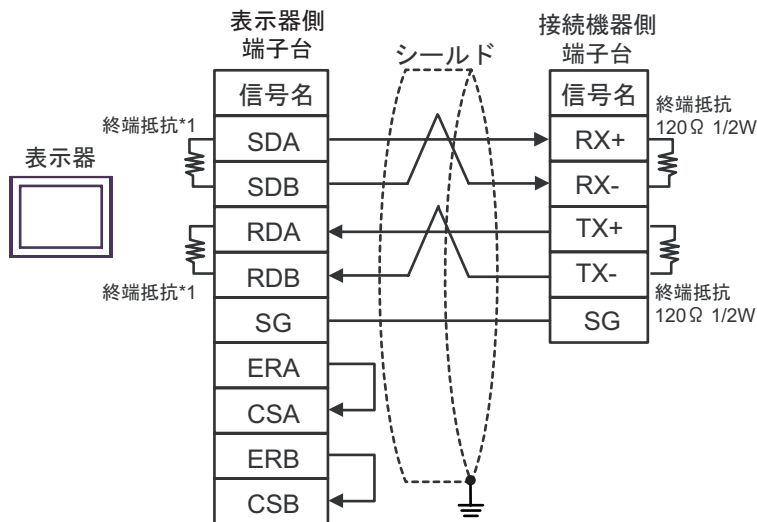 表示器側
端子台
シールド
接続機器側
端子台
信号名
信号名
終端抵抗
120Ω 1/2W
終端抵抗*1
表示器
SDA
RX+
SDB
RX-
RDA
TX+
RDB
TX-
終端抵抗*1
終端抵抗
120Ω 1/2W
SG
SG
ERA
CSA
ERB
CSB